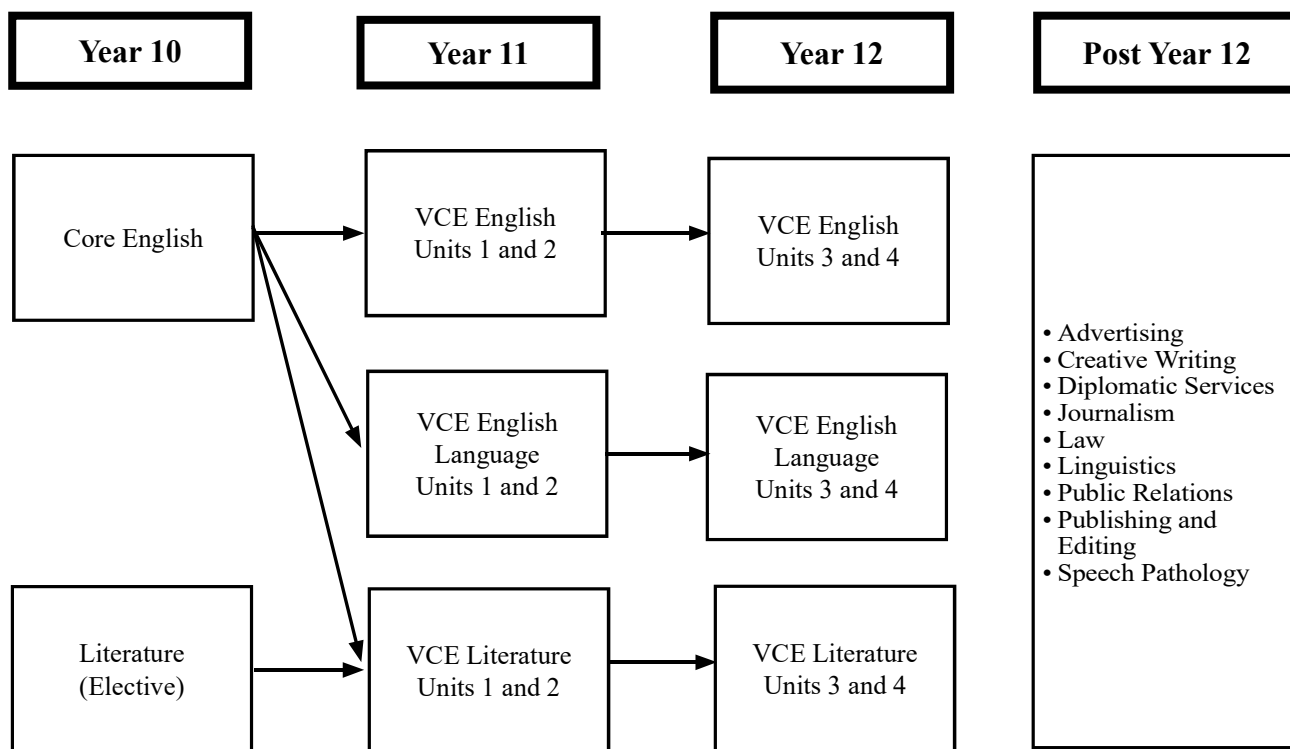 Year 10
Year 11
Year 12
Post Year 12
Core English
VCE English
Units 1 and 2
VCE English
Units 3 and 4
VCE English
Language
Units 1 and 2
VCE English
Language
Units 3 and 4
Literature
(Elective)
VCE Literature
Units 1 and 2
VCE Literature
Units 3 and 4
• Advertising
• Creative Writing
• Diplomatic Services
• Journalism
• Law
• Linguistics
• Public Relations
• Publishing and
Editing
• Speech Pathology